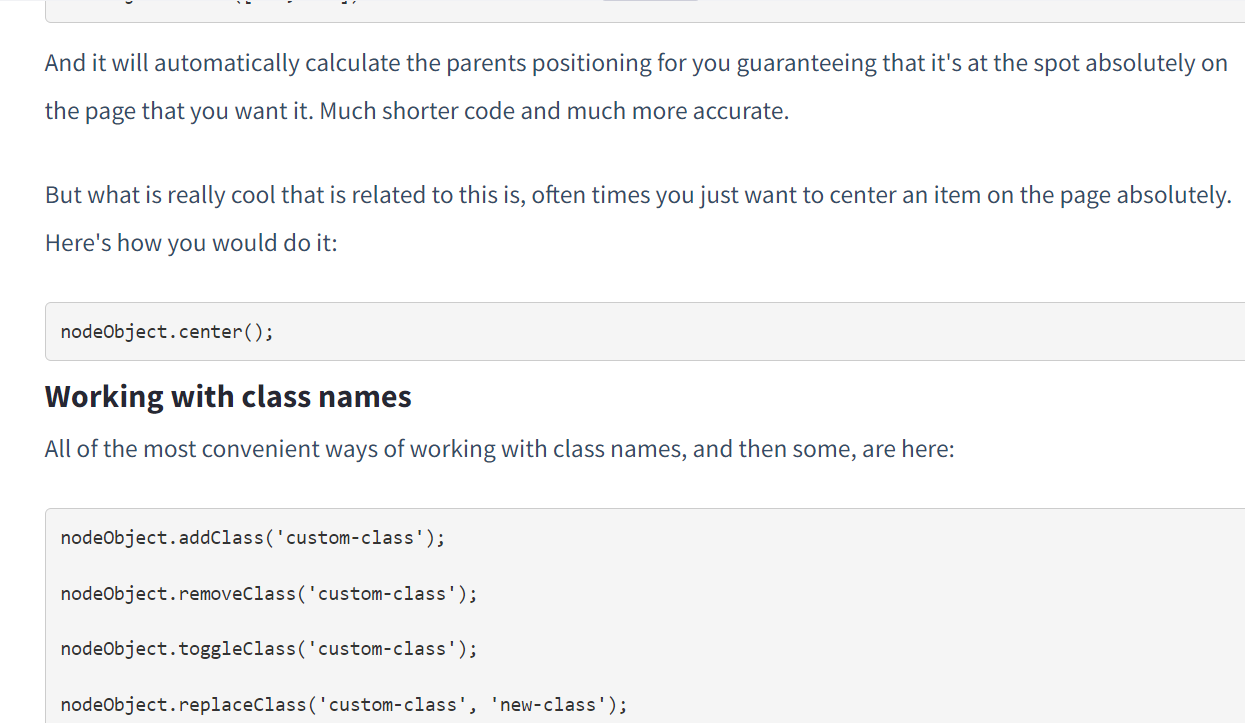 And it will automatically calculate the parents positioning for you guaranteeing that it's at the spot absolutely on
the page that you want it. Much shorter code and much more accurate.
But what is really cool that is related to this is, often times you just want to center an item on the page absolutely.
Here's how you would do it:
nodeObject.center();
Working with class names
All of the most convenient ways of working with class names, and then some, are here:
nodeObject.addClass('custom-class');
nodeObject.removeClass('custom-class');
nodeObject.toggleClass('custom-class');
nodeObject.replaceClass('custom-class', 'new-class');